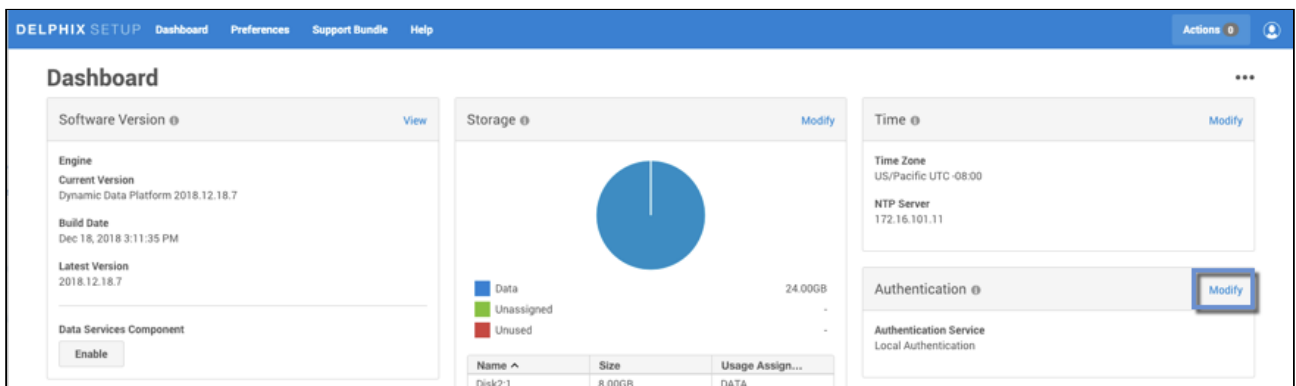 DELPHIX SETUP Dashboard Preferences Support Bundle Help Actions 0
Dashboard
Software Version View
Engine
Current Version
Dynamic Data Platform 2018.12.18.7
Build Date
Dec 18, 2018 3:11:35 PM
Latest Version
2018.12.18.7
Data Services Component
Enable
Storage Modify
Data 24.00GB
Unassigned -
Unused -
Name Size Usage Assign...
Disk2:1 8.00GB DATA
Time Modify
Time Zone
US/Pacific UTC -08:00
NTP Server
172.16.101.11
Authentication Modify
Authentication Service
Local Authentication